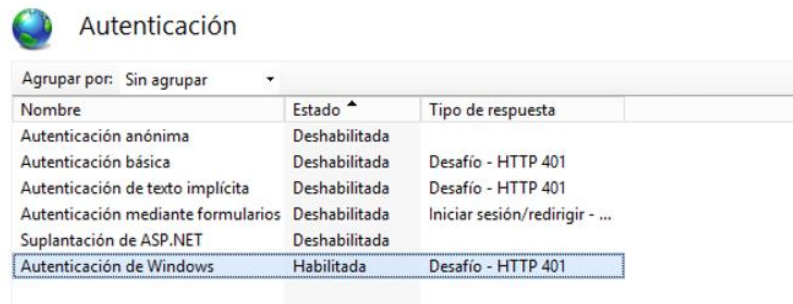 Autenticación
Agrupar por: Sin agrupar
Nombre Estado Tipo de respuesta
Autenticación anónima Deshabilitada
Autenticación básica Deshabilitada Desafío - HTTP 401
Autenticación de texto implícita Deshabilitada Desafío - HTTP 401
Autenticación mediante formularios Deshabilitada Iniciar sesión/redirigir - ...
Suplantación de ASP.NET Deshabilitada
Autenticación de Windows Habilitada Desafío - HTTP 401